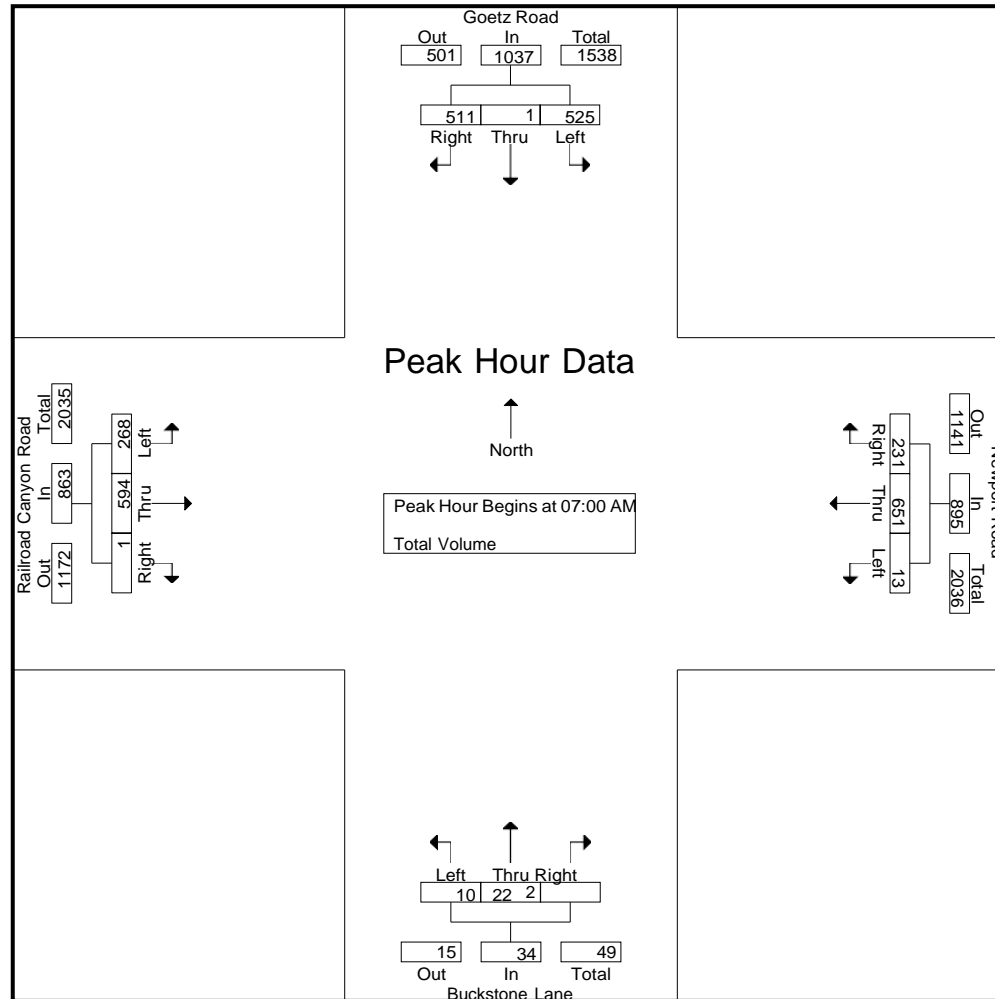 Goetz Road
Out In Total
501 1037 1538
511 1 525
Right Thru Left
Peak Hour Data
North
Peak Hour Begins at 07:00 AM
Total Volume
Railroad Canyon Road
Out In Total
1172 863 2035
1 594 268
Right Thru Left
Right Thru Left
231 651 13
Out In Total
1141 895 2036
Newport Road
Left Thru Right
10 22 2
15 34 49
Out In Total
Buckstone Lane